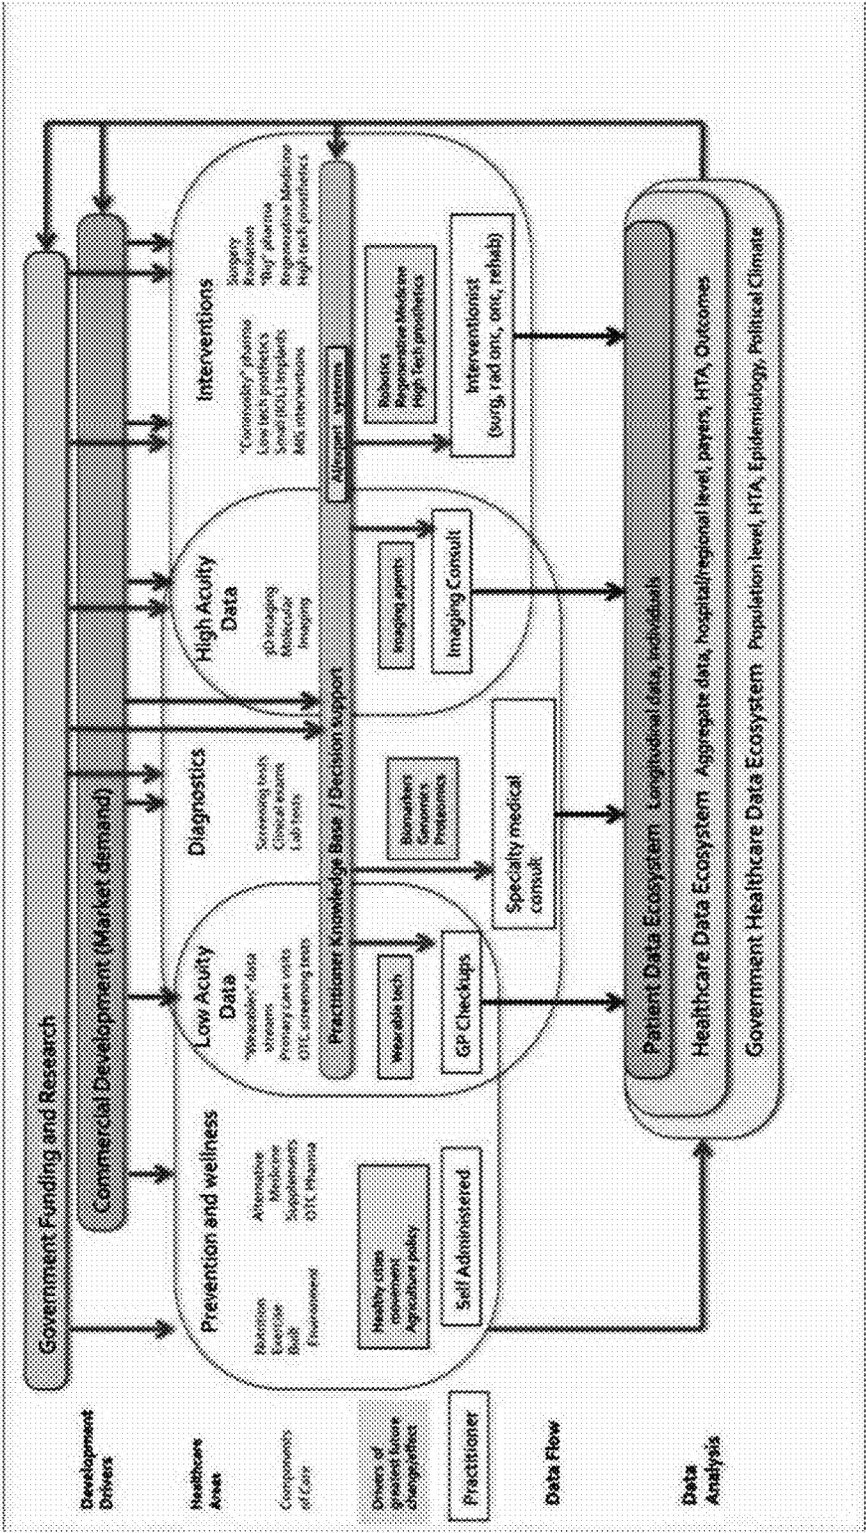 Government Funding and Research
Commercial Development (Market demand)
Development
Drivers
Healthcare
Areas
Prevention and wellness
Low Acuity
Data
Diagnostics
High Acuity
Data
Interventions
Components
of Care
Nutrition
Exercise
Built
Environment
Alternative
Medicine
Supplements
OTC Pharma
"Wearables" data
streams
Primary care visits
OTC screening tests
Screening tests
Clinical exams
Lab tests
3D Imaging
Molecular
Imaging
"Commodity" pharma
Low tech
Small (IOL) Implants
MIS interventions
Surgery
Radiation
pharma
Regenerative Medicine
High tech prosthetics
Practitioner Knowledge Base / Decision support
systems
Drivers of
greatest future
change/effect
Healthy cities
movement
Agriculture policy
Wearable tech
Biomarkers
Genomics
Proteomics
Imaging agents
Robotics
Regenerative Medicine
High Tech prosthetics
Practitioner
Self Administered
GP Checkups
Specialty medical
consult
Imaging Consult
Interventionist
(surg, rad onc, onc, rehab)
Data Flow
Data
Analysis
Patient Data Ecosystem Longitudinal data, individuals
Healthcare Data Ecosystem Aggregate data, hospital/regional level, payers, HTA, Outcomes
Government Healthcare Data Ecosystem Population level, HTA, Epidemiology, Political Climate